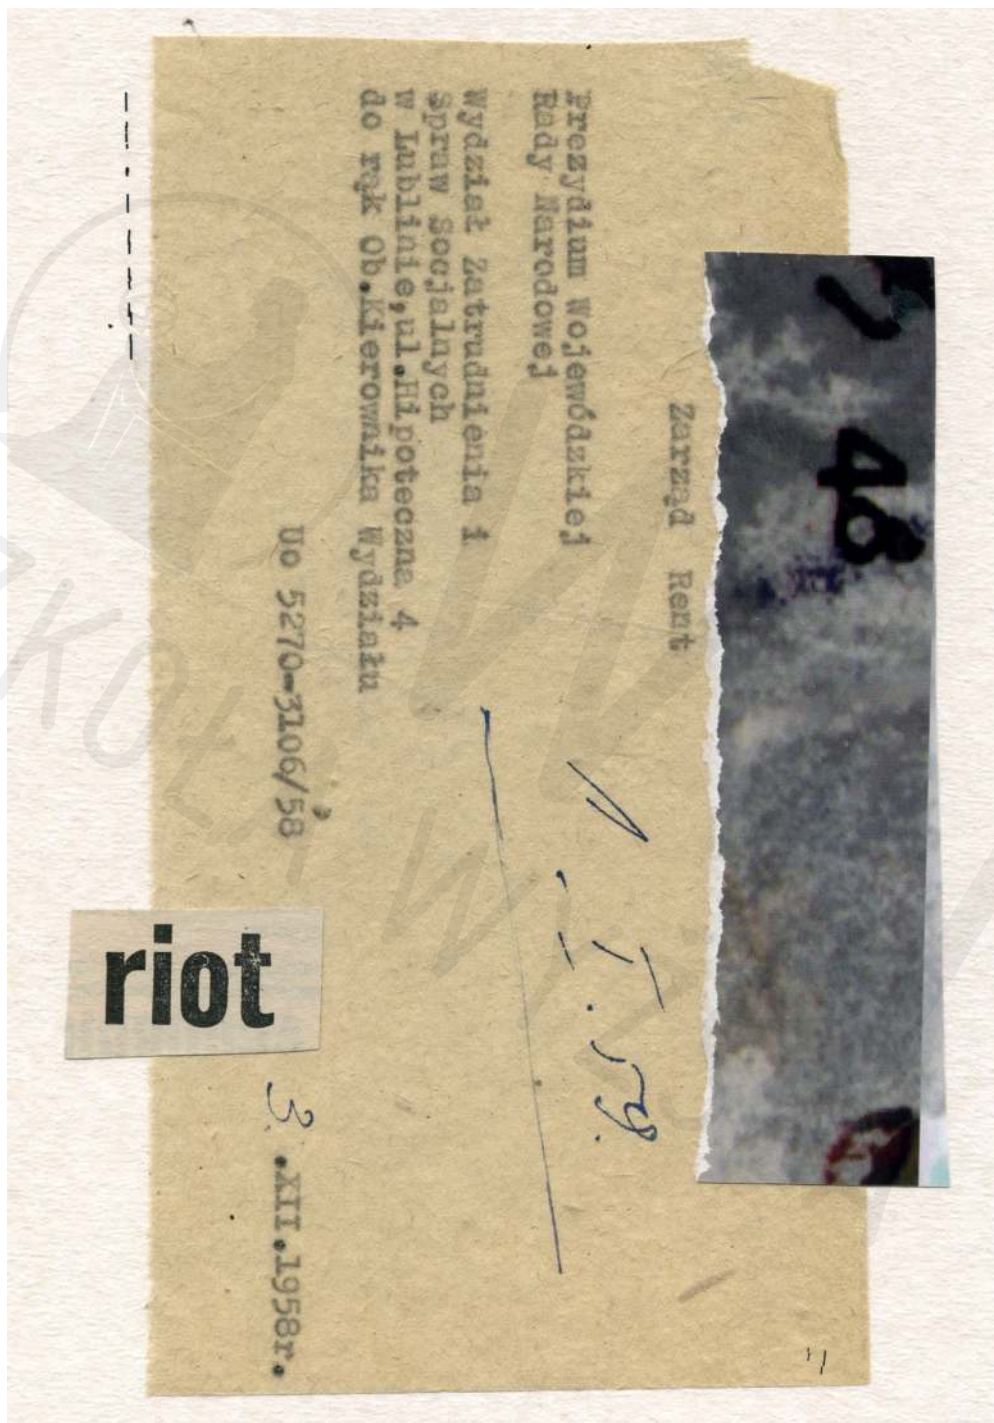 48
Zarząd Rent
Prezydium Wojewódzkiej
Rady Narodowej
Wydział Zatrudnienia i
Spraw Socjalnych
w Lublinie,ul.Hipoteczna 4
do rąk Ob.Kierownika Wydziału
I.59.
Uo 5270-3106/58 3.XII.1958r.
riot